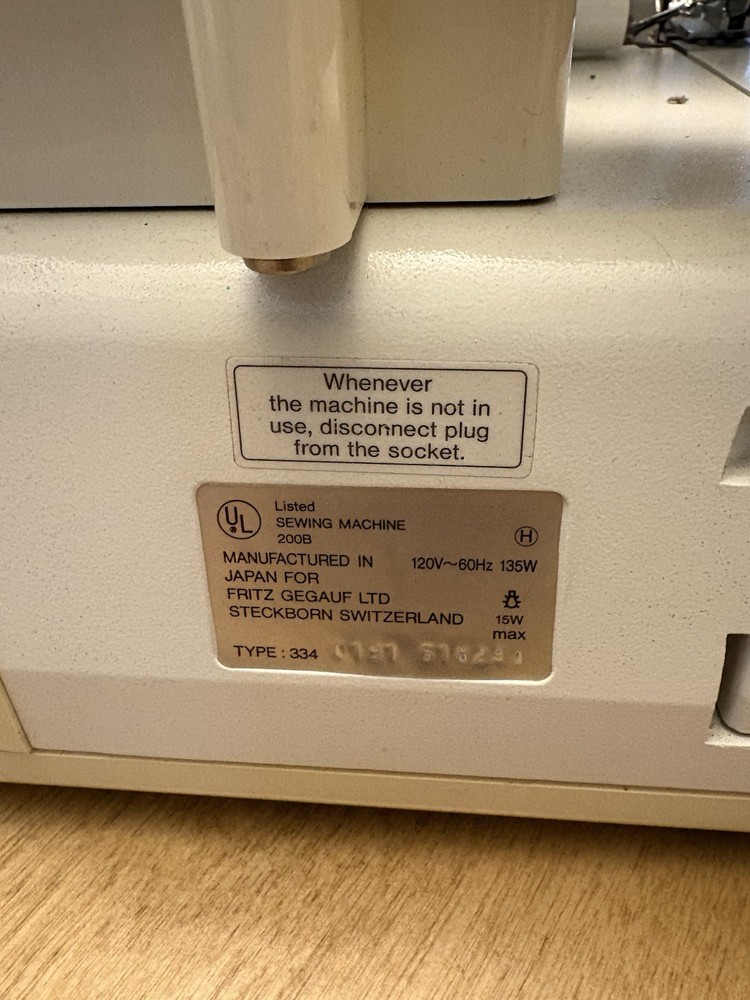 Whenever
the machine is not in
use, disconnect plug
from the socket.
UL
Listed
SEWING MACHINE
200B
H
MANUFACTURED IN
120V~60Hz 135W
JAPAN FOR
FRITZ GEGAUF LTD
STECKBORN SWITZERLAND
15W
max
TYPE : 334